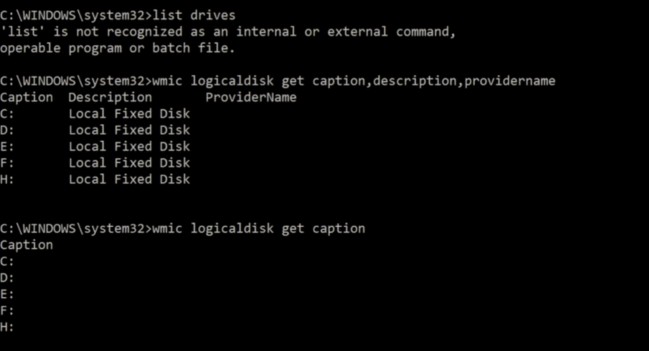 C:\WINDOWS\system32>list drives
'list' is not recognized as an internal or external command,
operable program or batch file.
C:\WINDOWS\system32>wmic logicaldisk get caption,description,providername
Caption  Description       ProviderName
C:       Local Fixed Disk
D:       Local Fixed Disk
E:       Local Fixed Disk
F:       Local Fixed Disk
H:       Local Fixed Disk
C:\WINDOWS\system32>wmic logicaldisk get caption
Caption
C:
D:
E:
F:
H: